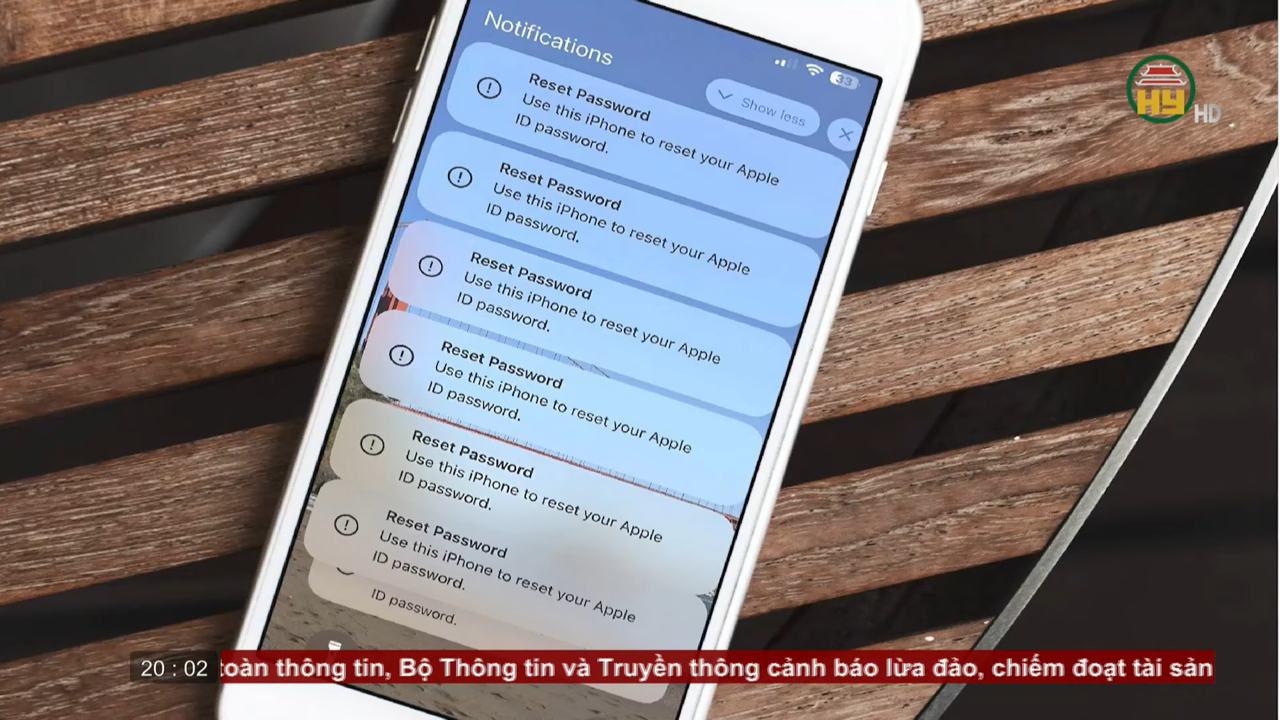 Notifications
33
Show less
Reset Password
Use this iPhone to reset your Apple
ID password.
Reset Password
Use this iPhone to reset your Apple
ID password.
Reset Password
Use this iPhone to reset your Apple
ID password.
Reset Password
Use this iPhone to reset your Apple
ID password.
Reset Password
Use this iPhone to reset your Apple
ID password.
Reset Password
Use this iPhone to reset your Apple
ID password.
ID password.
HY HD
20 : 02 toàn thông tin, Bộ Thông tin và Truyền thông cảnh báo lừa đảo, chiếm đoạt tài sản